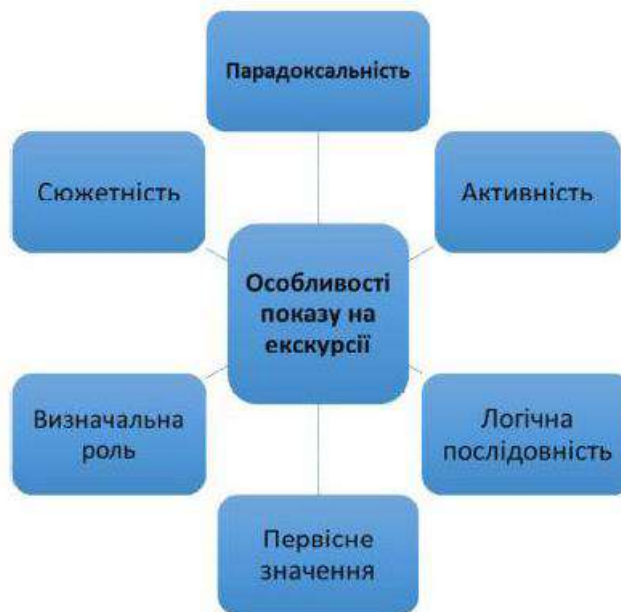 Парадоксальність
Сюжетність
Активність
Особливості
показу на
екскурсії
Визначальна
роль
Логічна
послідовність
Первісне
значення